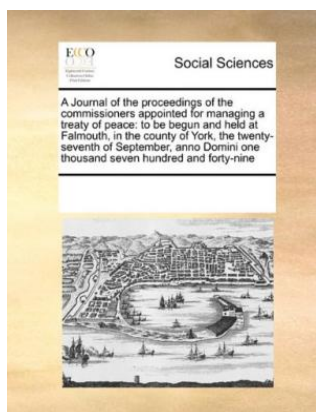 ECCO
Social Sciences
A Journal of the proceedings of the
commissioners appointed for managing a
treaty of peace: to be begun and held at
Falmouth, in the county of York, the twenty-
seventh of September, anno Domini one
thousand seven hundred and forty-nine